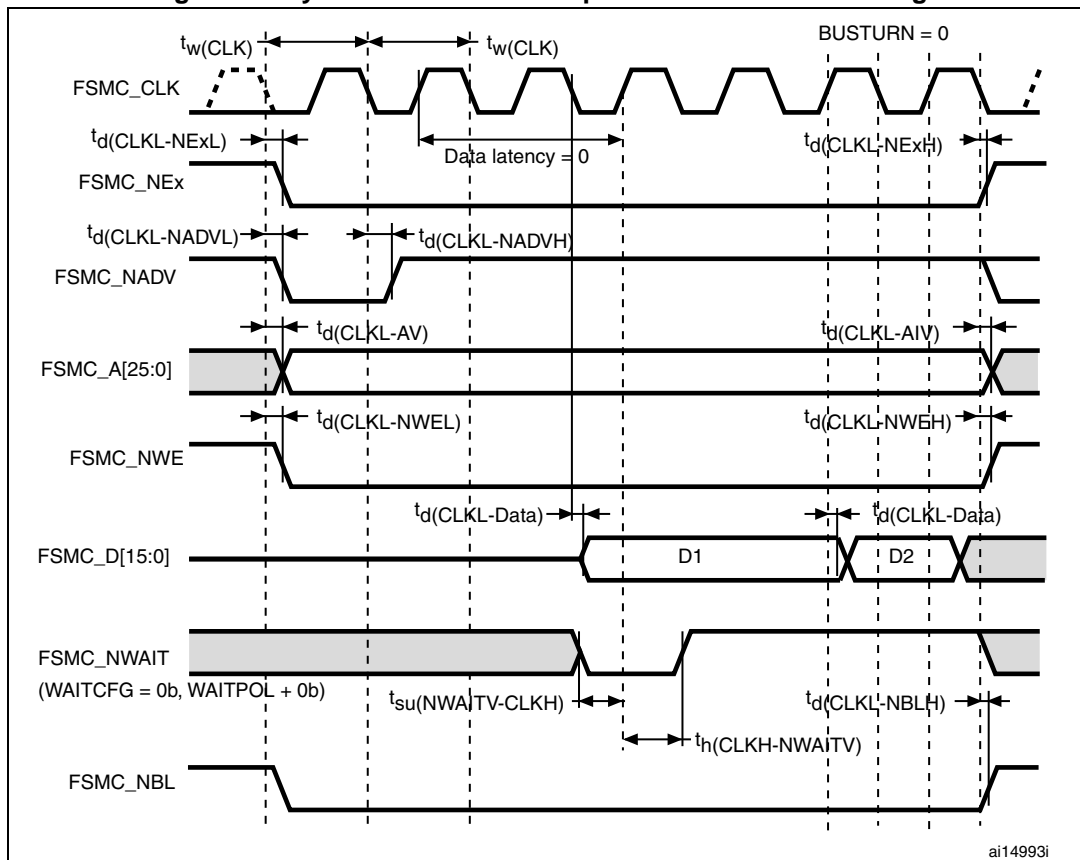 tw(CLK) tw(CLK) BUSTURN = 0
FSMC_CLK
td(CLKL-NExL) Data latency = 0 td(CLKL-NExH)
FSMC_NEx
td(CLKL-NADVL) td(CLKL-NADVH)
FSMC_NADV
td(CLKL-AV) td(CLKL-AIV)
FSMC_A[25:0]
td(CLKL-NWEL) td(CLKL-NWEH)
FSMC_NWE
td(CLKL-Data) td(CLKL-Data)
FSMC_D[15:0] D1 D2
FSMC_NWAIT
(WAITCFG = 0b, WAITPOL + 0b)
tsu(NWAITV-CLKH) td(CLKL-NBLH)
th(CLKH-NWAITV)
FSMC_NBL
ai14993i